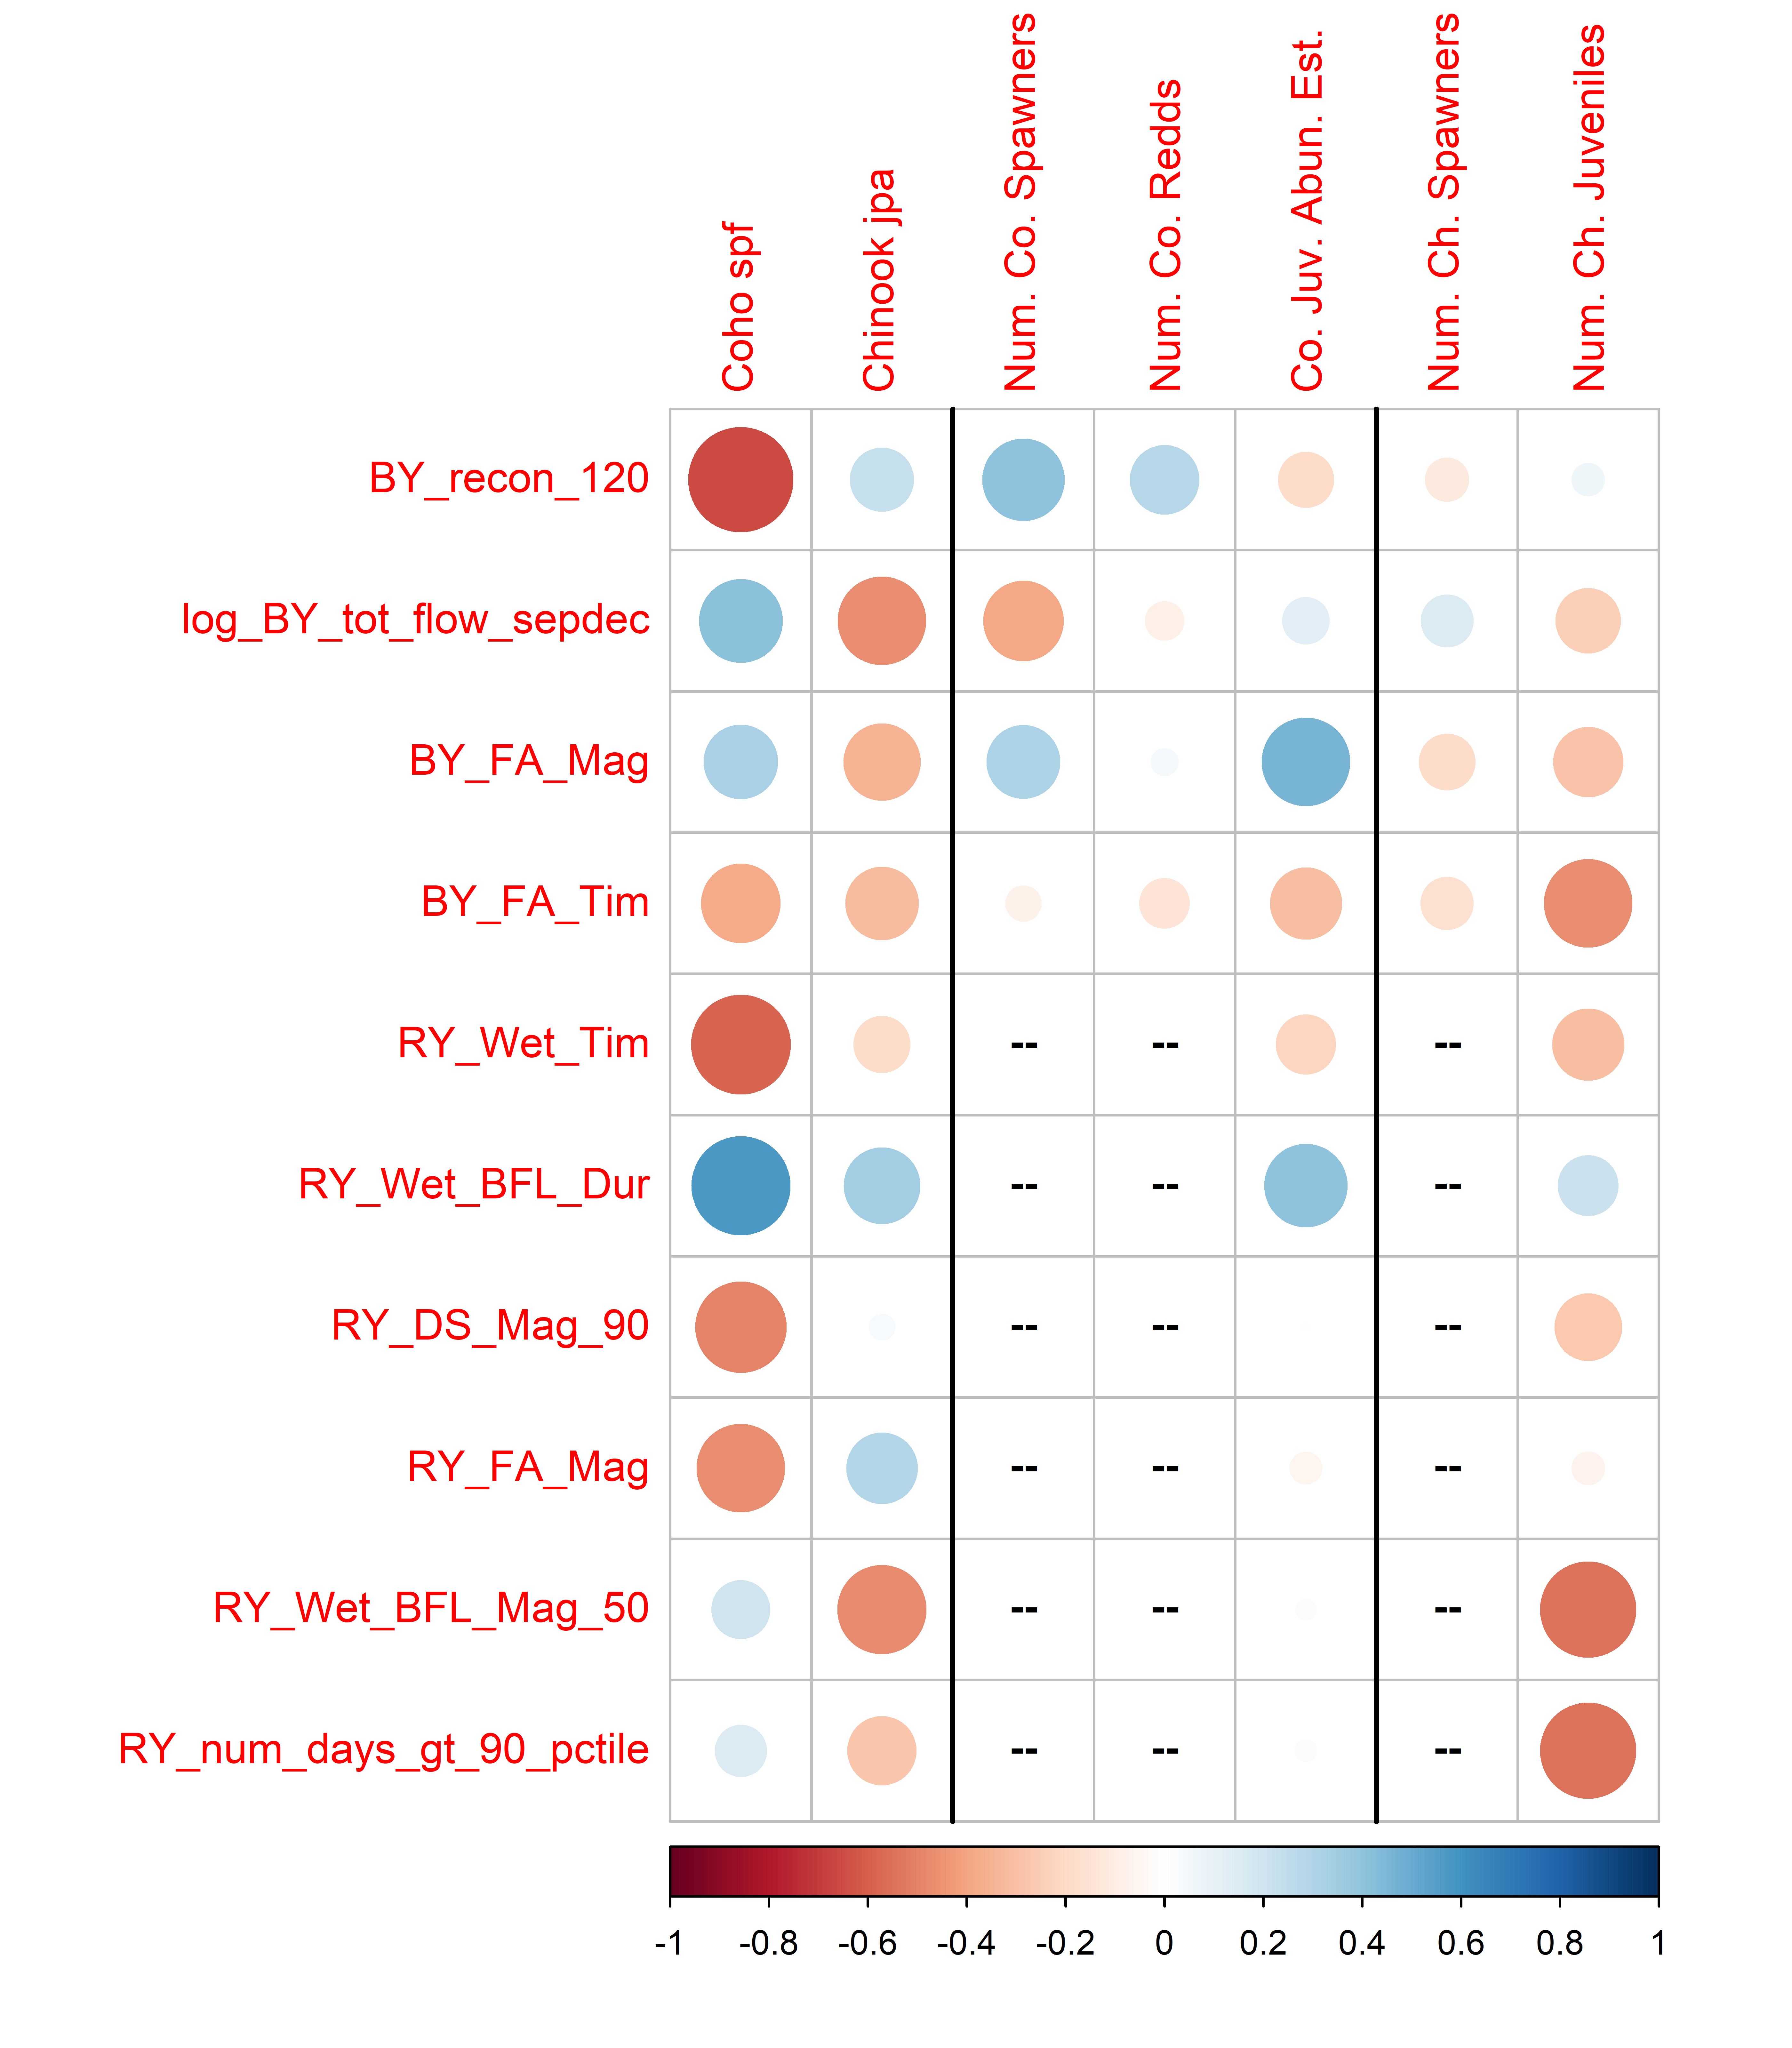 Coho spf
Chinook jpa
Num. Co. Spawners
Num. Co. Redds
Co. Juv. Abun. Est.
Num. Ch. Spawners
Num. Ch. Juveniles
BY_recon_120
log_BY_tot_flow_sepdec
BY_FA_Mag
BY_FA_Tim
RY_Wet_Tim -- -- --
RY_Wet_BFL_Dur -- -- --
RY_DS_Mag_90 -- -- --
RY_FA_Mag -- -- --
RY_Wet_BFL_Mag_50 -- -- --
RY_num_days_gt_90_pctile -- -- --
-1 -0.8 -0.6 -0.4 -0.2 0 0.2 0.4 0.6 0.8 1